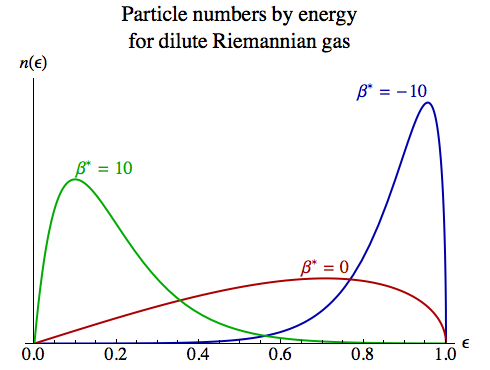 Particle numbers by energy
for dilute Riemannian gas
n(ϵ)
β* = −10
β* = 10
β* = 0
0.0 0.2 0.4 0.6 0.8 1.0 ϵ